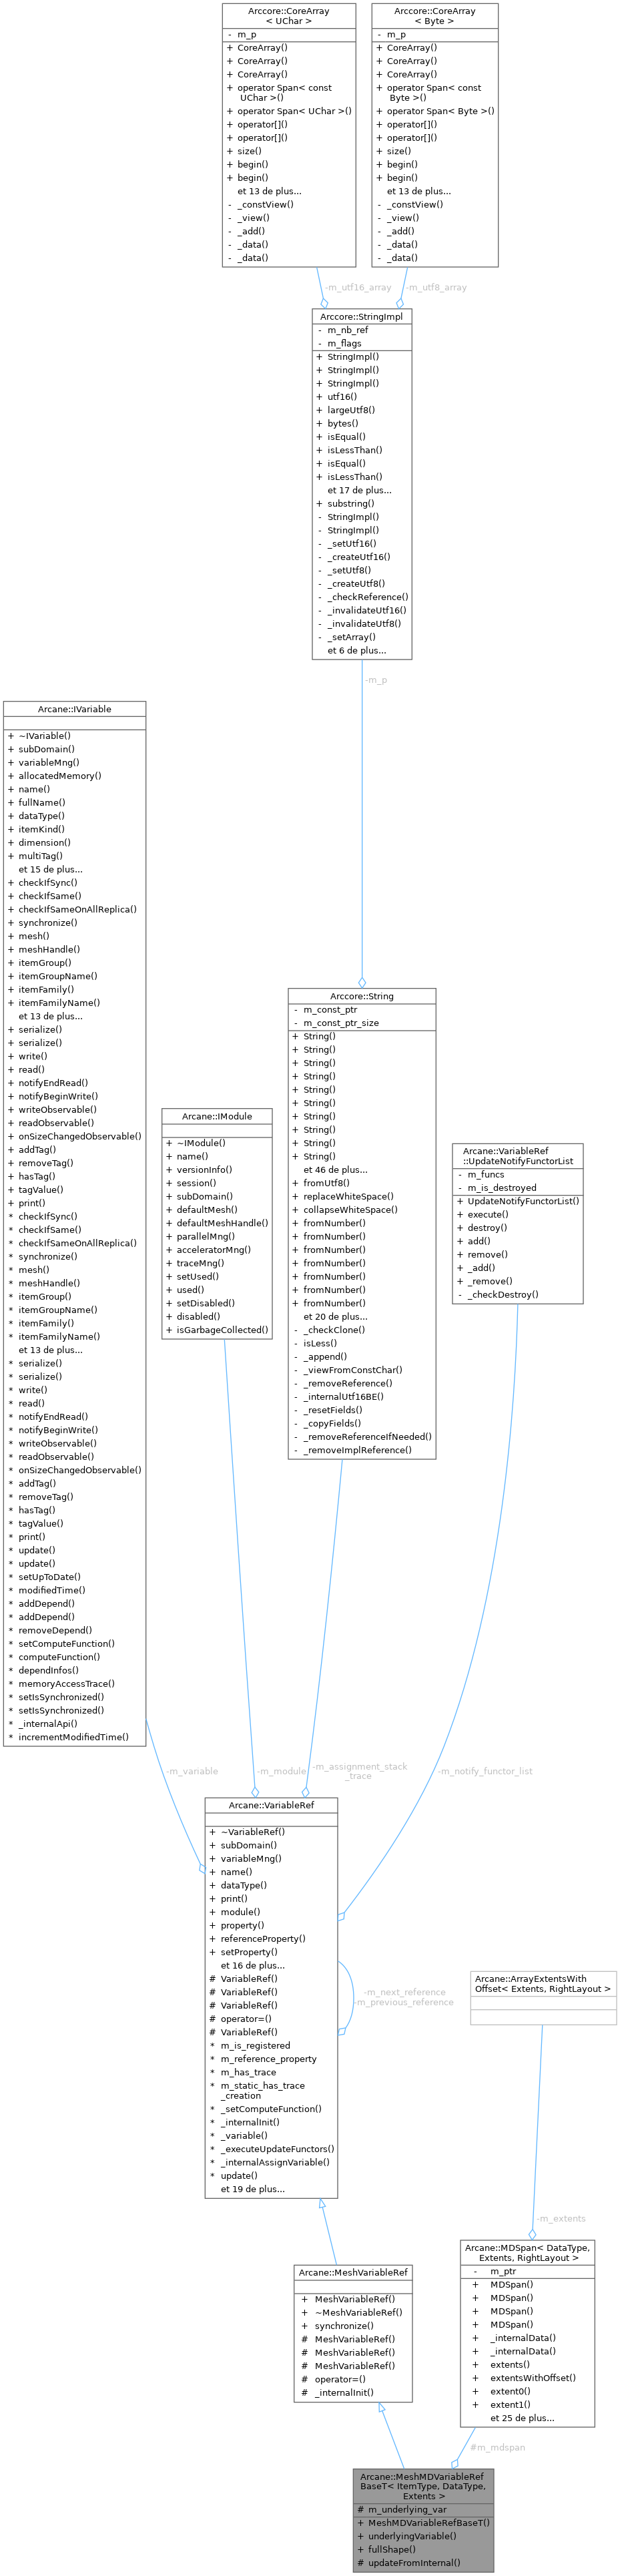 Arccore::CoreArray
< UChar >
- m_p
+ CoreArray()
+ CoreArray()
+ CoreArray()
+ operator Span< const
UChar >()
+ operator Span< UChar >()
+ operator[]()
+ operator[]()
+ size()
+ begin()
+ begin()
et 13 de plus...
- _constView()
- _view()
- _add()
- _data()
- _data()
Arccore::CoreArray
< Byte >
- m_p
+ CoreArray()
+ CoreArray()
+ CoreArray()
+ operator Span< const
Byte >()
+ operator Span< Byte >()
+ operator[]()
+ operator[]()
+ size()
+ begin()
+ begin()
et 13 de plus...
- _constView()
- _view()
- _add()
- _data()
- _data()
-m_utf16_array
-m_utf8_array
Arccore::StringImpl
- m_nb_ref
- m_flags
+ StringImpl()
+ StringImpl()
+ StringImpl()
+ utf16()
+ largeUtf8()
+ bytes()
+ isEqual()
+ isLessThan()
+ isEqual()
+ isLessThan()
et 17 de plus...
+ substring()
- StringImpl()
- StringImpl()
- _setUtf16()
- _createUtf16()
- _setUtf8()
- _createUtf8()
- _checkReference()
- _invalidateUtf16()
- _invalidateUtf8()
- _setArray()
et 6 de plus...
-m_p
Arcane::IVariable
+ ~IVariable()
+ subDomain()
+ variableMng()
+ allocatedMemory()
+ name()
+ fullName()
+ dataType()
+ itemKind()
+ dimension()
+ multiTag()
et 15 de plus...
+ checkIfSync()
+ checkIfSame()
+ checkIfSameOnAllReplica()
+ synchronize()
+ mesh()
+ meshHandle()
+ itemGroup()
+ itemGroupName()
+ itemFamily()
+ itemFamilyName()
et 13 de plus...
+ serialize()
+ serialize()
+ write()
+ read()
+ notifyEndRead()
+ notifyBeginWrite()
+ writeObservable()
+ readObservable()
+ onSizeChangedObservable()
+ addTag()
+ removeTag()
+ hasTag()
+ tagValue()
+ print()
* checkIfSync()
* checkIfSame()
* checkIfSameOnAllReplica()
* synchronize()
* mesh()
* meshHandle()
* itemGroup()
* itemGroupName()
* itemFamily()
* itemFamilyName()
et 13 de plus...
* serialize()
* serialize()
* write()
* read()
* notifyEndRead()
* notifyBeginWrite()
* writeObservable()
* readObservable()
* onSizeChangedObservable()
* addTag()
* removeTag()
* hasTag()
* tagValue()
* print()
* update()
* update()
* setUpToDate()
* modifiedTime()
* addDepend()
* addDepend()
* removeDepend()
* setComputeFunction()
* computeFunction()
* dependInfos()
* memoryAccessTrace()
* setIsSynchronized()
* setIsSynchronized()
* _internalApi()
* incrementModifiedTime()
Arcane::IModule
+ ~IModule()
+ name()
+ versionInfo()
+ session()
+ subDomain()
+ defaultMesh()
+ defaultMeshHandle()
+ parallelMng()
+ acceleratorMng()
+ traceMng()
+ setUsed()
+ used()
+ setDisabled()
+ disabled()
+ isGarbageCollected()
Arccore::String
- m_const_ptr
- m_const_ptr_size
+ String()
+ String()
+ String()
+ String()
+ String()
+ String()
+ String()
+ String()
+ String()
+ String()
et 46 de plus...
+ fromUtf8()
+ replaceWhiteSpace()
+ collapseWhiteSpace()
+ fromNumber()
+ fromNumber()
+ fromNumber()
+ fromNumber()
+ fromNumber()
+ fromNumber()
+ fromNumber()
et 20 de plus...
- _checkClone()
- isLess()
- _append()
- _viewFromConstChar()
- _removeReference()
- _internalUtf16BE()
- _resetFields()
- _copyFields()
- _removeReferenceIfNeeded()
- _removeImplReference()
Arcane::VariableRef
::UpdateNotifyFunctorList
- m_funcs
- m_is_destroyed
+ UpdateNotifyFunctorList()
+ execute()
+ destroy()
+ add()
+ remove()
+ _add()
+ _remove()
- _checkDestroy()
-m_variable
-m_module
-m_assignment_stack
_trace
-m_notify_functor_list
Arcane::VariableRef
+ ~VariableRef()
+ subDomain()
+ variableMng()
+ name()
+ dataType()
+ print()
+ module()
+ property()
+ referenceProperty()
+ setProperty()
et 16 de plus...
# VariableRef()
# VariableRef()
# VariableRef()
# operator=()
# VariableRef()
* m_is_registered
* m_reference_property
* m_has_trace
* m_static_has_trace
_creation
* _setComputeFunction()
* _internalInit()
* _variable()
* _executeUpdateFunctors()
* _internalAssignVariable()
* update()
et 19 de plus...
-m_next_reference
-m_previous_reference
Arcane::ArrayExtentsWith
Offset< Extents, RightLayout >
-m_extents
Arcane::MeshVariableRef
+ MeshVariableRef()
+ ~MeshVariableRef()
+ synchronize()
# MeshVariableRef()
# MeshVariableRef()
# MeshVariableRef()
# operator=()
# _internalInit()
Arcane::MDSpan< DataType,
Extents, RightLayout >
- m_ptr
+ MDSpan()
+ MDSpan()
+ MDSpan()
+ MDSpan()
+ _internalData()
+ _internalData()
+ extents()
+ extentsWithOffset()
+ extent0()
+ extent1()
et 25 de plus...
#m_mdspan
Arcane::MeshMDVariableRef
BaseT< ItemType, DataType,
Extents >
# m_underlying_var
+ MeshMDVariableRefBaseT()
+ underlyingVariable()
+ fullShape()
# updateFromInternal()